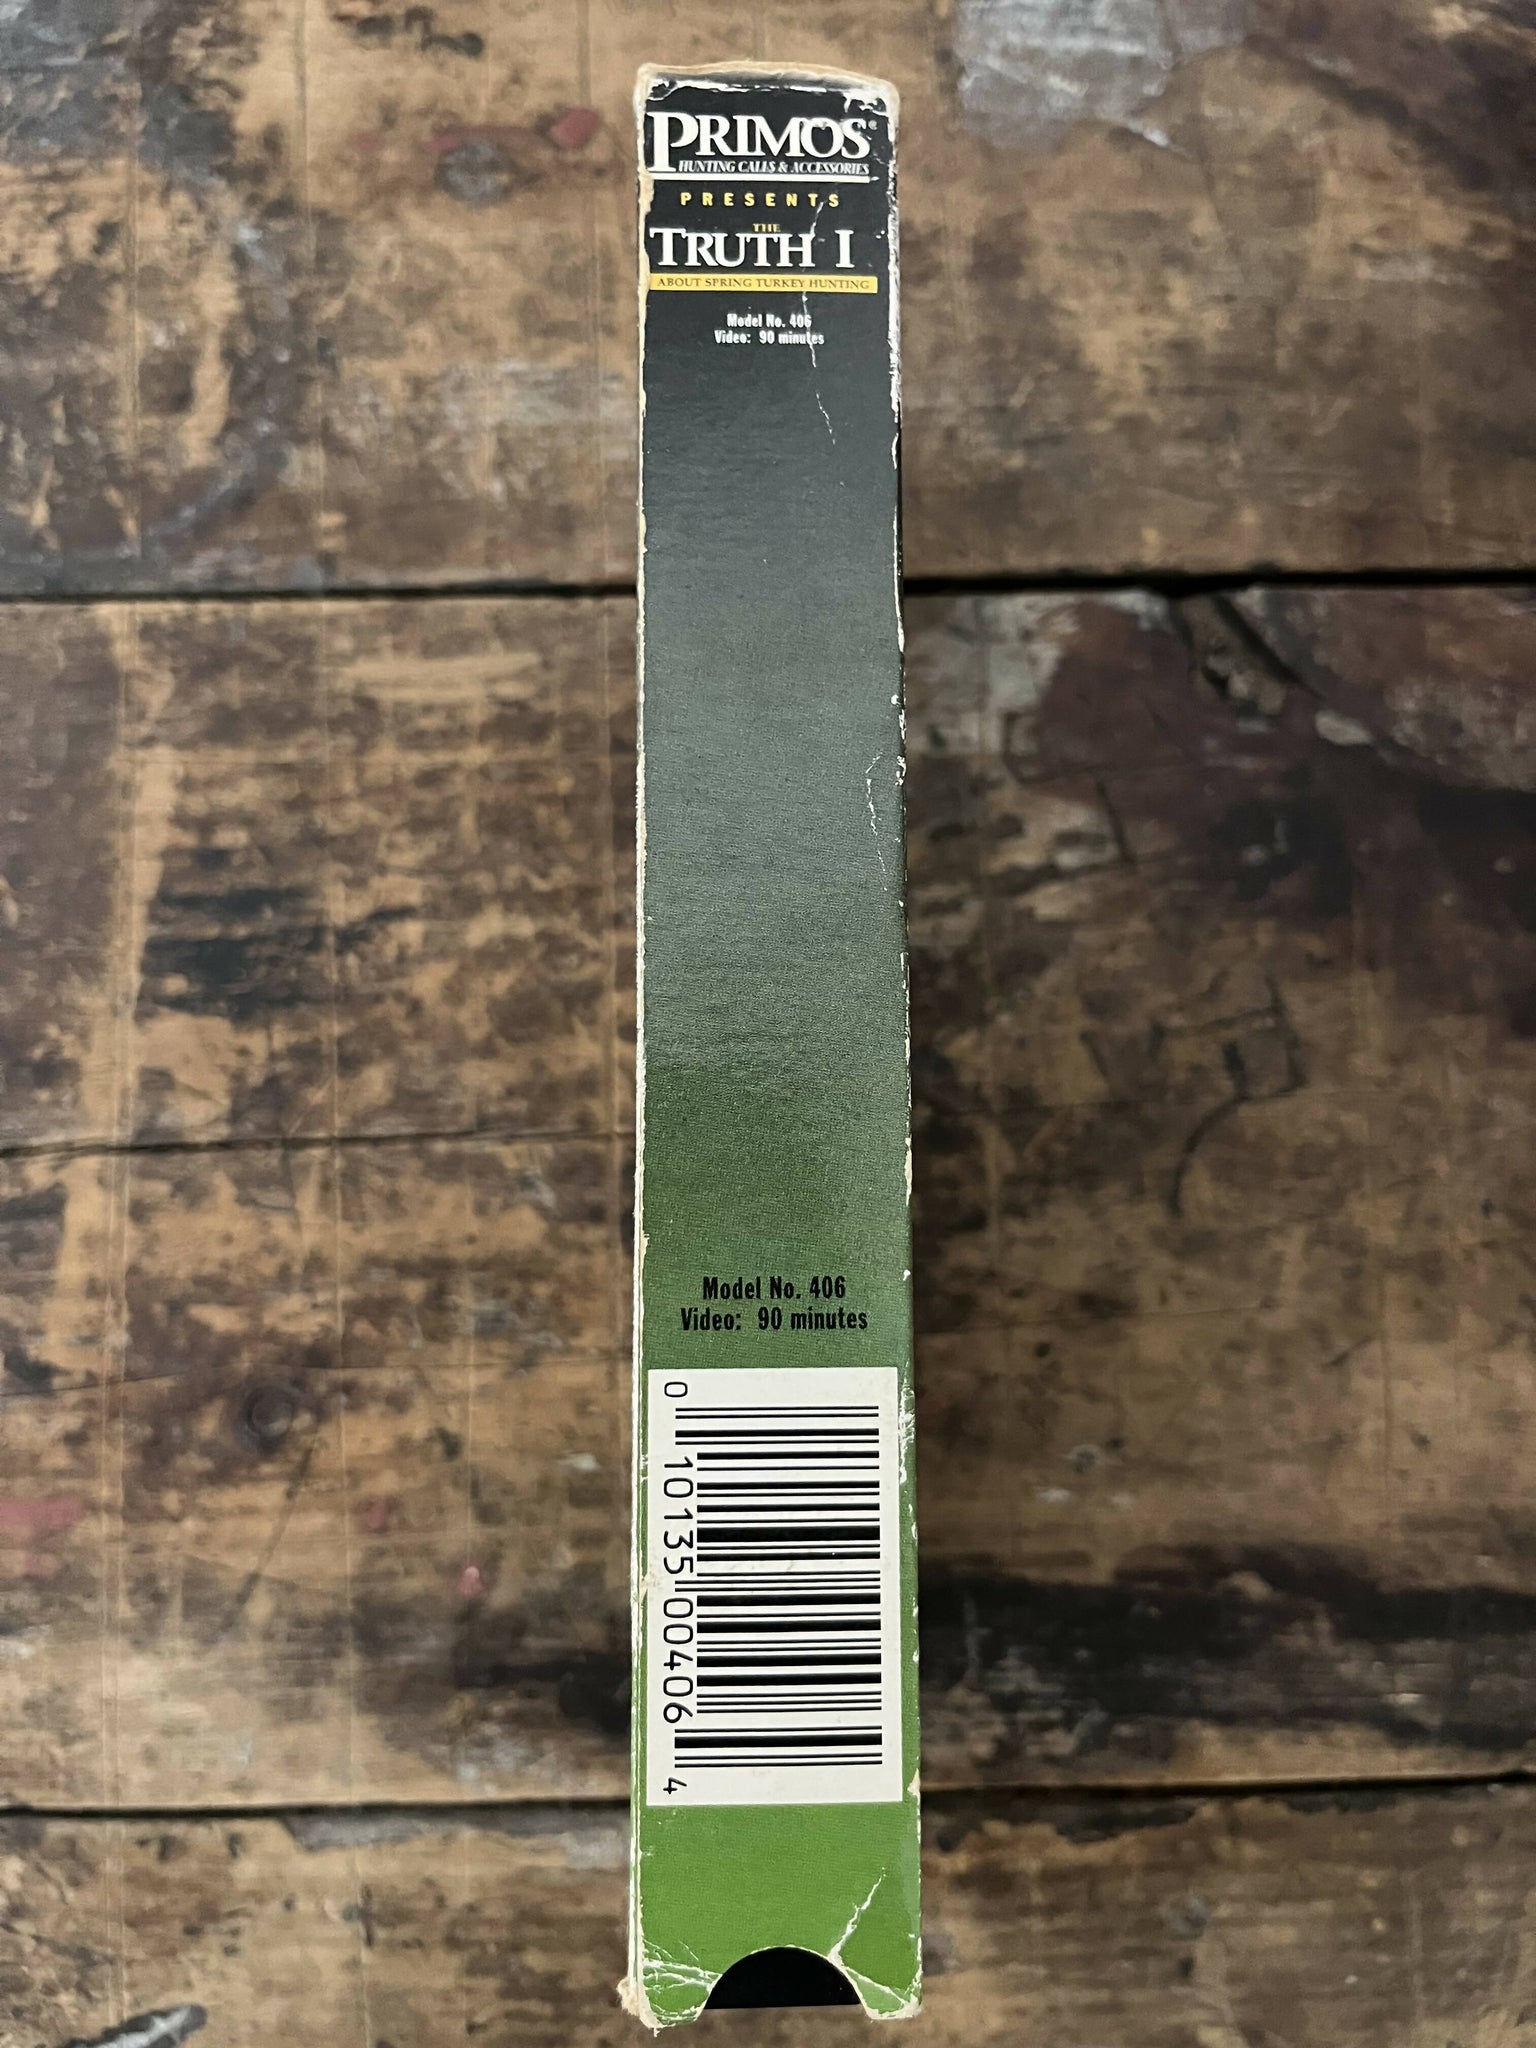 PRIMOS®
HUNTING CALLS & ACCESSORIES
PRESENTS
THE
TRUTH I
ABOUT SPRING TURKEY HUNTING
Model No. 406
Video: 90 minutes
Model No. 406
Video: 90 minutes
0 10135 00406 4